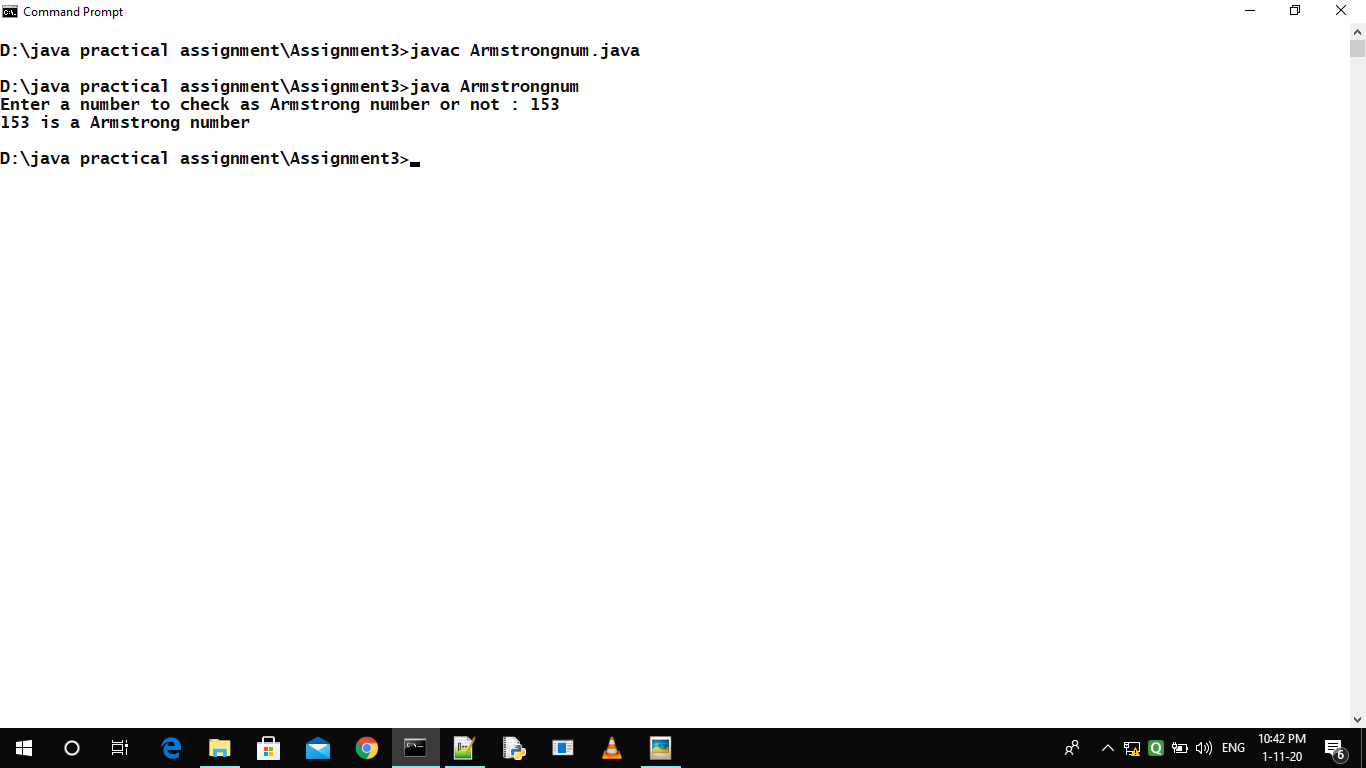 Command Prompt
D:\java practical assignment\Assignment3>javac Armstrongnum.java
D:\java practical assignment\Assignment3>java Armstrongnum
Enter a number to check as Armstrong number or not : 153
153 is a Armstrong number
D:\java practical assignment\Assignment3>
ENG
10:42 PM
1-11-20
6